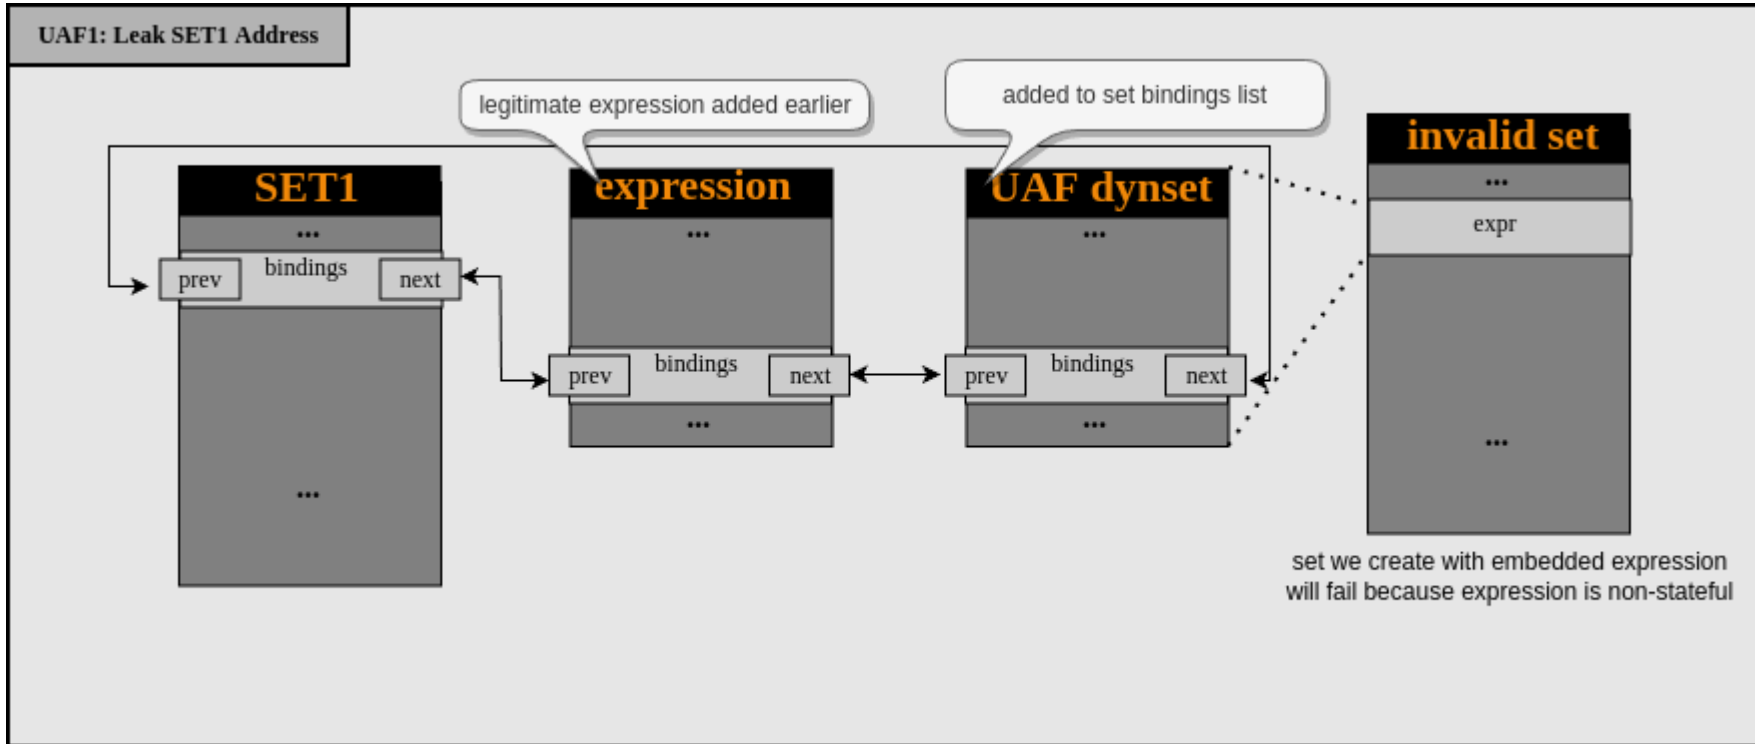 UAF1: Leak SET1 Address
legitimate expression added earlier
added to set bindings list
SET1
...
prev
bindings
next
...
expression
...
prev
bindings
next
...
UAF dynset
...
prev
bindings
next
...
invalid set
...
expr
...
set we create with embedded expression
will fail because expression is non-stateful